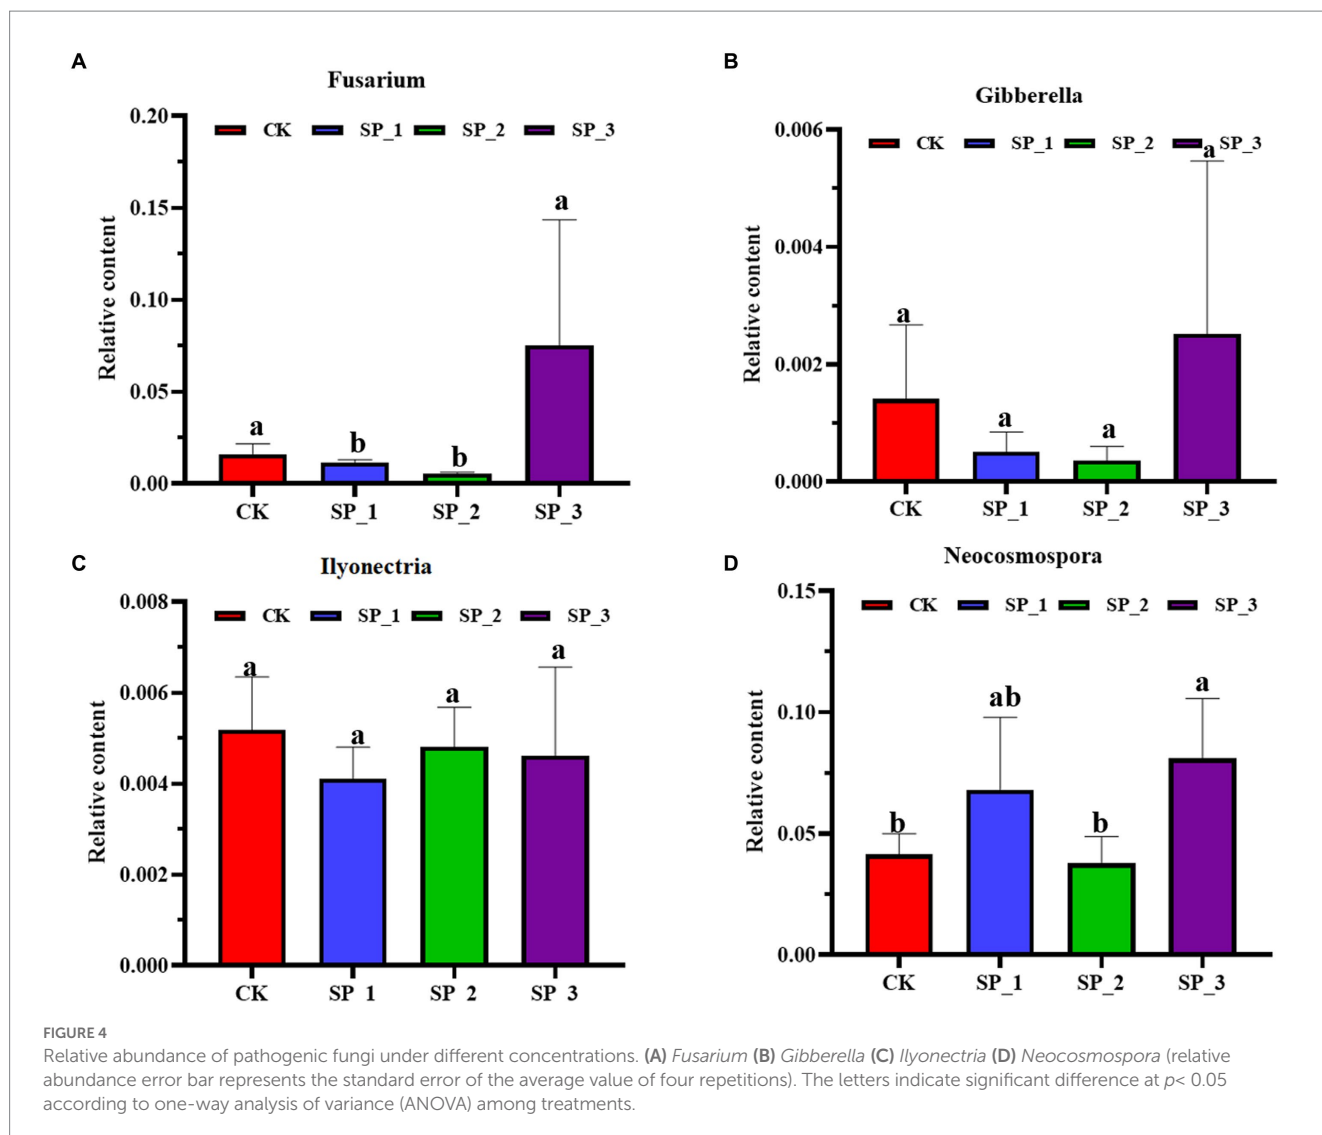 A
Fusarium
CK SP_1 SP_2 SP_3
0.20
0.15
0.10
0.05
0.00
Relative content
a
b
b
a
CK SP_1 SP_2 SP_3
B
Gibberella
CK SP_1 SP_2 SP_3
0.006
0.004
0.002
0.000
Relative content
a
a
a
a
CK SP_1 SP_2 SP_3
C
Ilyonectria
CK SP_1 SP_2 SP_3
0.008
0.006
0.004
0.002
0.000
Relative content
a
a
a
a
CK SP 1 SP 2 SP 3
D
Neocosmospora
CK SP_1 SP_2 SP_3
0.15
0.10
0.05
0.00
Relative content
b
ab
b
a
CK SP_1 SP_2 SP_3
FIGURE 4
Relative abundance of pathogenic fungi under different concentrations. (A) Fusarium (B) Gibberella (C) Ilyonectria (D) Neocosmospora (relative
abundance error bar represents the standard error of the average value of four repetitions). The letters indicate significant difference at p< 0.05
according to one-way analysis of variance (ANOVA) among treatments.